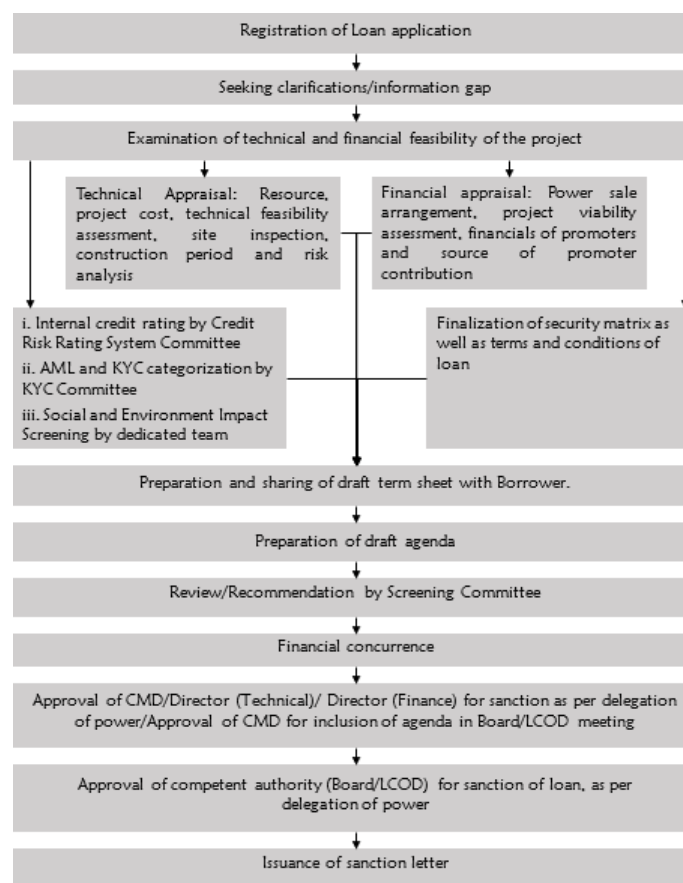 Registration of Loan application
Seeking clarifications/information gap
Examination of technical and financial feasibility of the project
Technical Appraisal: Resource,
project cost, technical feasibility
assessment, site inspection,
construction period and risk
analysis
Financial appraisal: Power sale
arrangement, project viability
assessment, financials of promoters
and source of promoter
contribution
i. Internal credit rating by Credit
Risk Rating System Committee
ii. AML and KYC categorization by
KYC Committee
iii. Social and Environment Impact
Screening by dedicated team
Finalization of security matrix as
well as terms and conditions of
loan
Preparation and sharing of draft term sheet with Borrower.
Preparation of draft agenda
Review/Recommendation by Screening Committee
Financial concurrence
Approval of CMD/Director (Technical)/ Director (Finance) for sanction as per delegation
of power/Approval of CMD for inclusion of agenda in Board/LCOD meeting
Approval of competent authority (Board/LCOD) for sanction of loan, as per
delegation of power
Issuance of sanction letter